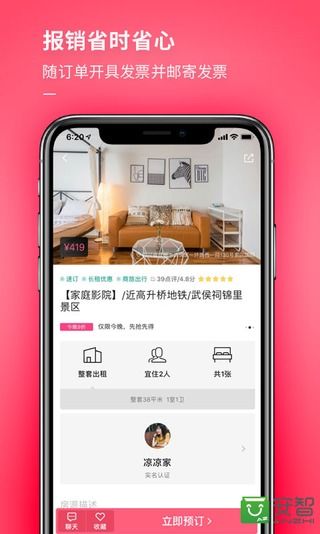 报销省时省心
随订单开具发票并邮寄发票
6:20
¥419
速订 长租优惠 商旅出行 39点评/4.8分
【家庭影院】/近高升桥地铁/武侯祠锦里
景区
今晚9折 仅限今晚，先抢先得
整套出租 宜住2人 共1张
整套38平米 1室1卫
凉凉家
实名认证
房源描述
聊天 收藏 立即预订
安智
ANZHI